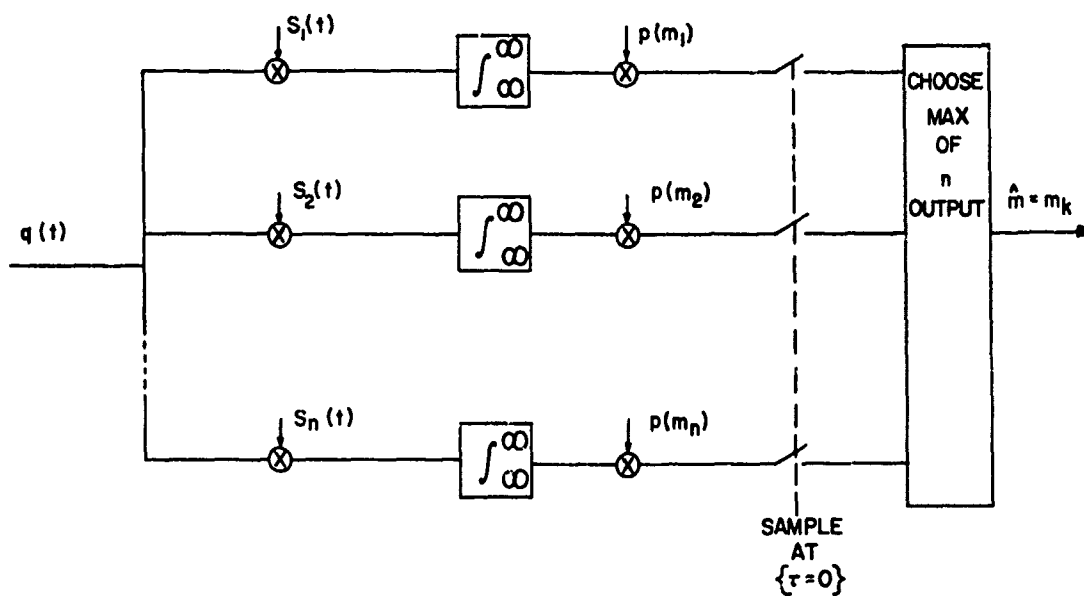 S₁(t)
∫ ∞ ∞
p(m₁)
S₂(t)
∫ ∞ ∞
p(m₂)
q(t)
Sn(t)
∫ ∞ ∞
p(mn)
CHOOSE
MAX
OF
n
OUTPUT
m̂ = mk
SAMPLE
AT
{τ = 0}